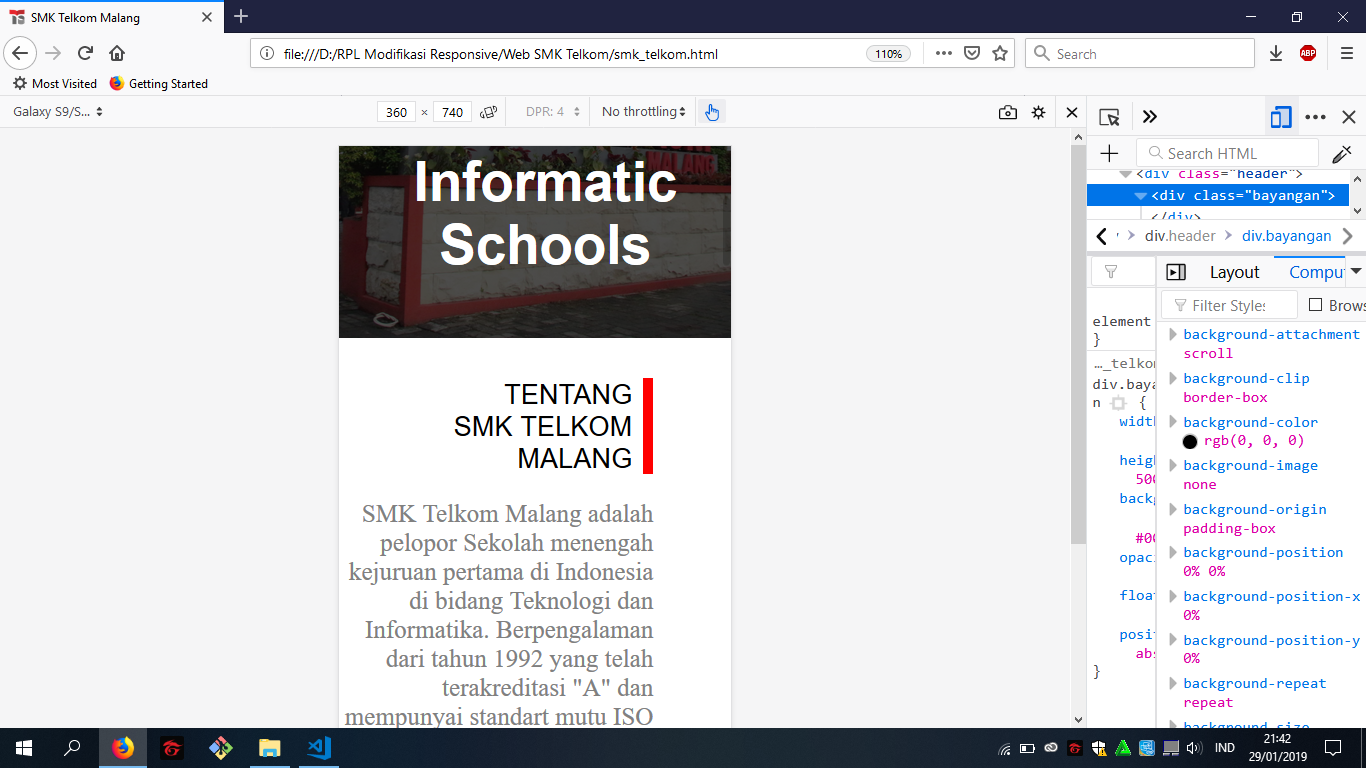 SMK Telkom Malang
file:///D:/RPL Modifikasi Responsive/Web SMK Telkom/smk_telkom.html
110%
Search
ABP
Most Visited
Getting Started
Galaxy S9/S...
360 × 740
DPR: 4
No throttling
Search HTML
<div class="header">
<div class="bayangan">
</div>
div.header
div.bayangan
Layout
Compu
Filter Styles
Brows
element
}
…_telkom
div.baya
n {
width
heigh
500
backg
#00
opaci
float
posit
abs
}
background-attachment
scroll
background-clip
border-box
background-color
rgb(0, 0, 0)
background-image
none
background-origin
padding-box
background-position
0% 0%
background-position-x
0%
background-position-y
0%
background-repeat
repeat
background-size
MALANG
Informatic
Schools
TENTANG
SMK TELKOM
MALANG
SMK Telkom Malang adalah
pelopor Sekolah menengah
kejuruan pertama di Indonesia
di bidang Teknologi dan
Informatika. Berpengalaman
dari tahun 1992 yang telah
terakreditasi "A" dan
mempunyai standart mutu ISO
IND
21:42
29/01/2019